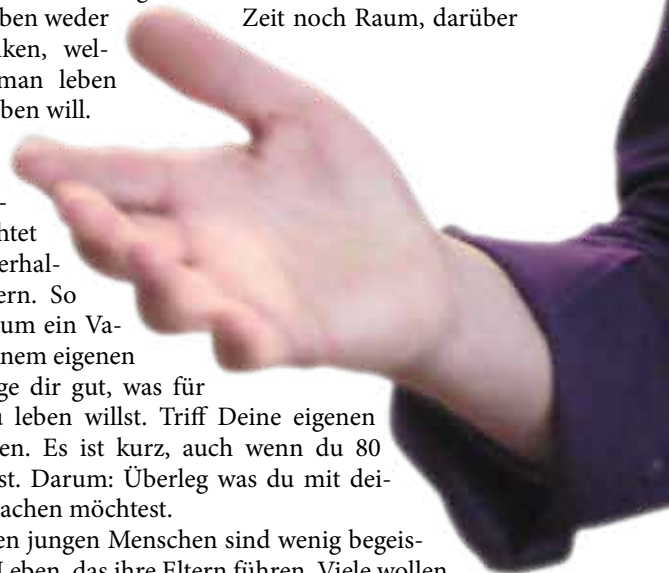 ben weder
ken, wel-
man leben
ben will.
-
htet
erhal-
ern. So
um ein Va-
nem eigenen
ge dir gut, was für
leben willst. Triff Deine eigenen
en. Es ist kurz, auch wenn du 80
st. Darum: Überleg was du mit dei-
achen möchtest.
en jungen Menschen sind wenig begeis-
Leben, das ihre Eltern führen. Viele wollen
Zeit noch Raum, darüber